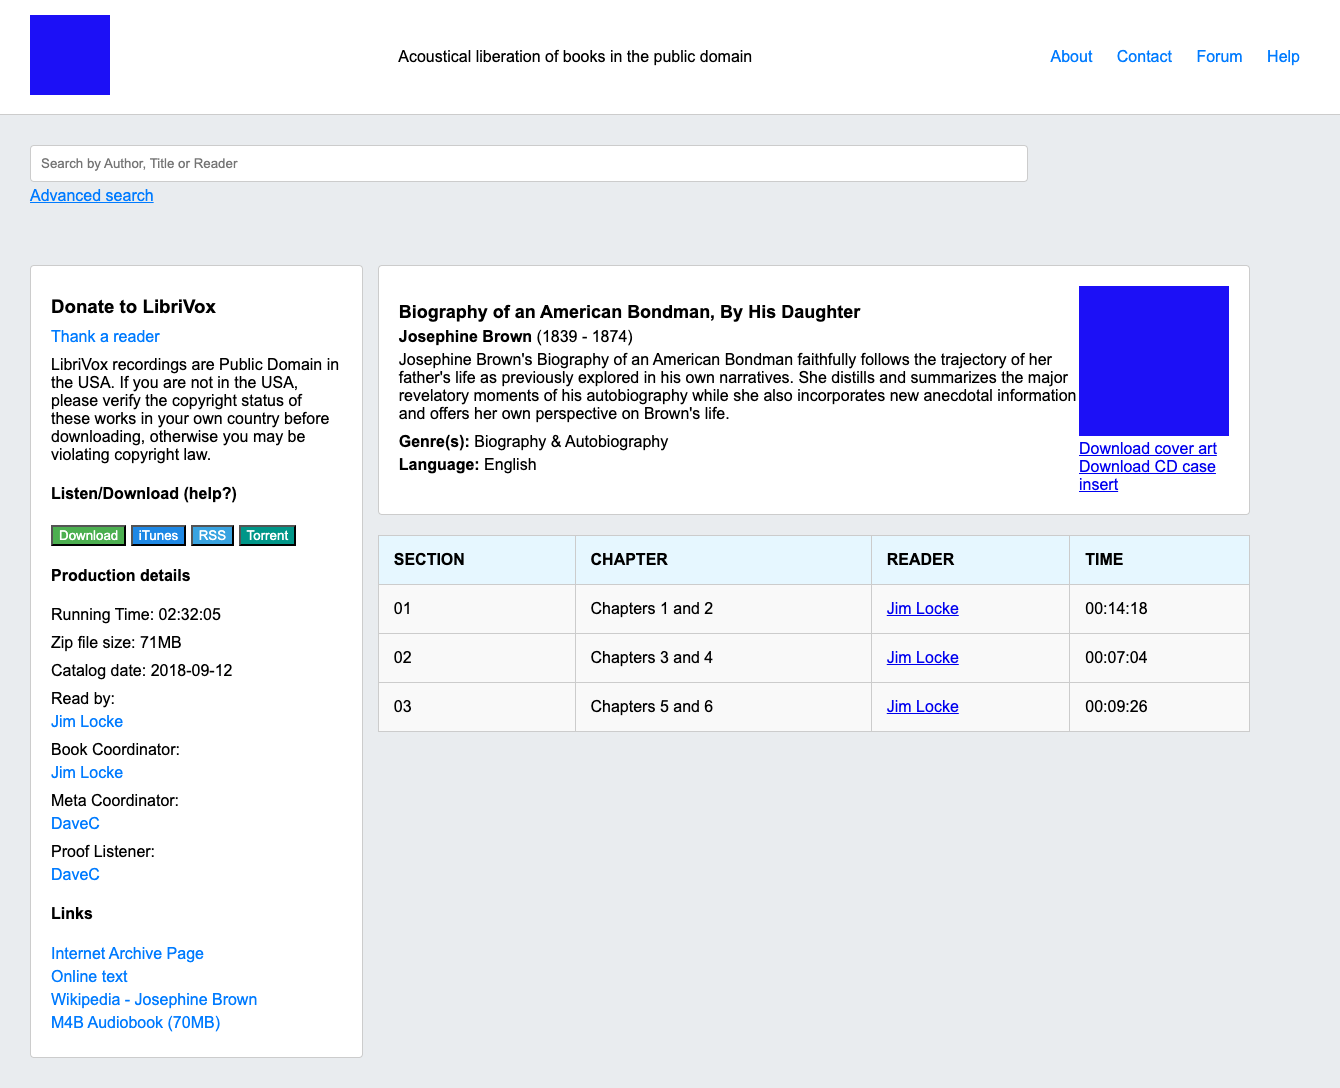 Acoustical liberation of books in the public domain
About Contact Forum Help
Search by Author, Title or Reader
Advanced search
Donate to LibriVox
Thank a reader
LibriVox recordings are Public Domain in
the USA. If you are not in the USA,
please verify the copyright status of
these works in your own country before
downloading, otherwise you may be
violating copyright law.
Listen/Download (help?)
Download iTunes RSS Torrent
Production details
Running Time: 02:32:05
Zip file size: 71MB
Catalog date: 2018-09-12
Read by:
Jim Locke
Book Coordinator:
Jim Locke
Meta Coordinator:
DaveC
Proof Listener:
DaveC
Links
Internet Archive Page
Online text
Wikipedia - Josephine Brown
M4B Audiobook (70MB)
Biography of an American Bondman, By His Daughter
Josephine Brown (1839 - 1874)
Josephine Brown's Biography of an American Bondman faithfully follows the trajectory of her
father's life as previously explored in his own narratives. She distills and summarizes the major
revelatory moments of his autobiography while she also incorporates new anecdotal information
and offers her own perspective on Brown's life.
Genre(s): Biography & Autobiography
Language: English
Download cover art
Download CD case
insert
SECTION CHAPTER READER TIME
01 Chapters 1 and 2 Jim Locke 00:14:18
02 Chapters 3 and 4 Jim Locke 00:07:04
03 Chapters 5 and 6 Jim Locke 00:09:26